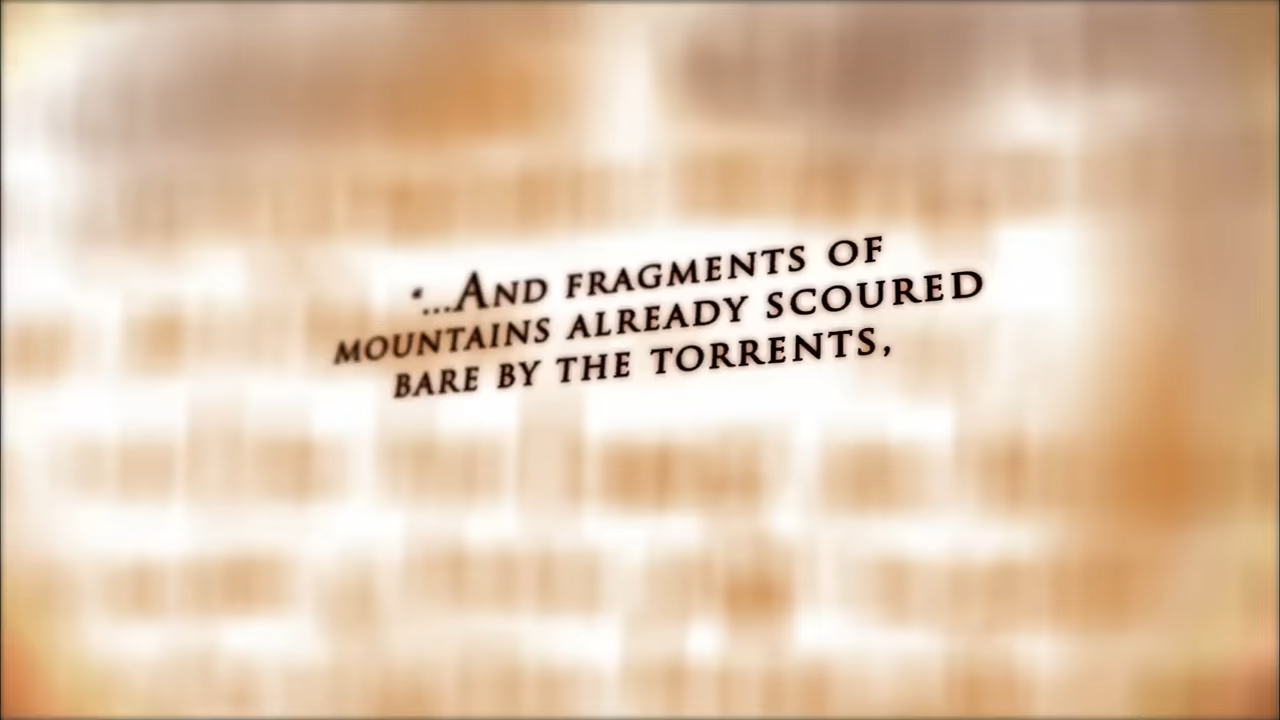 “...And fragments of
mountains already scoured
bare by the torrents,